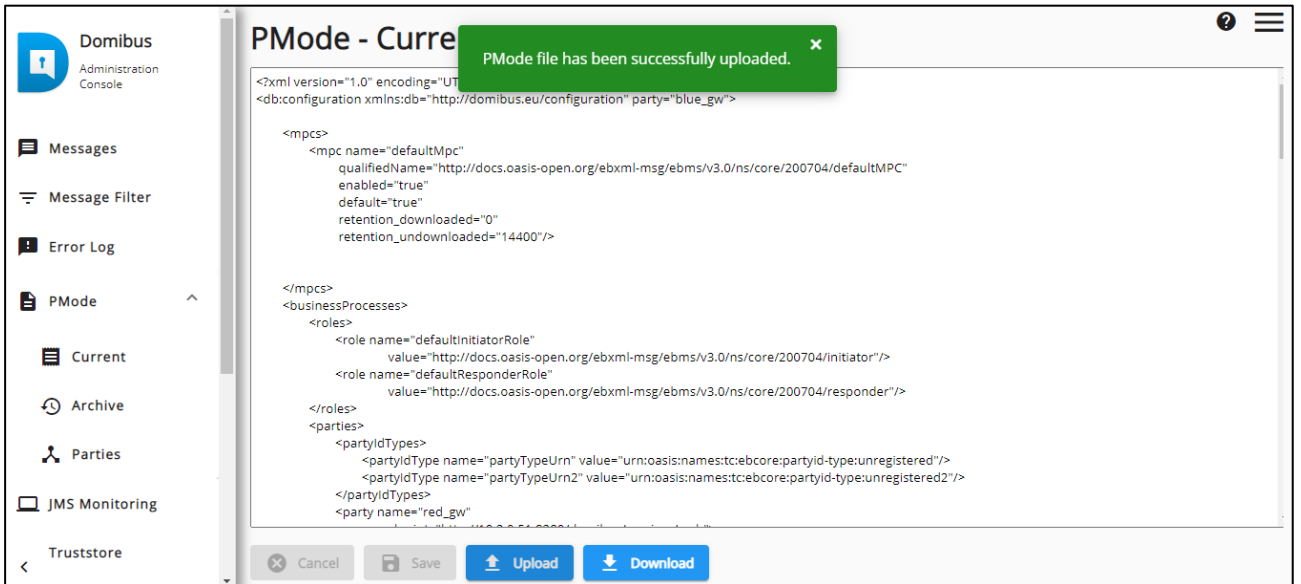 Domibus
Administration
Console
Messages
Message Filter
Error Log
PMode
Current
Archive
Parties
JMS Monitoring
Truststore
PMode - Curre
PMode file has been successfully uploaded.
<?xml version="1.0" encoding="UT
<db:configuration xmlns:db="http://domibus.eu/configuration" party="blue_gw">
<mpcs>
<mpc name="defaultMpc"
qualifiedName="http://docs.oasis-open.org/ebxml-msg/ebms/v3.0/ns/core/200704/defaultMPC"
enabled="true"
default="true"
retention_downloaded="0"
retention_undownloaded="14400"/>
</mpcs>
<businessProcesses>
<roles>
<role name="defaultInitiatorRole"
value="http://docs.oasis-open.org/ebxml-msg/ebms/v3.0/ns/core/200704/initiator"/>
<role name="defaultResponderRole"
value="http://docs.oasis-open.org/ebxml-msg/ebms/v3.0/ns/core/200704/responder"/>
</roles>
<parties>
<partyIdTypes>
<partyIdType name="partyTypeUrn" value="urn:oasis:names:tc:ebcore:partyid-type:unregistered"/>
<partyIdType name="partyTypeUrn2" value="urn:oasis:names:tc:ebcore:partyid-type:unregistered2"/>
</partyIdTypes>
<party name="red_gw"
Cancel
Save
Upload
Download